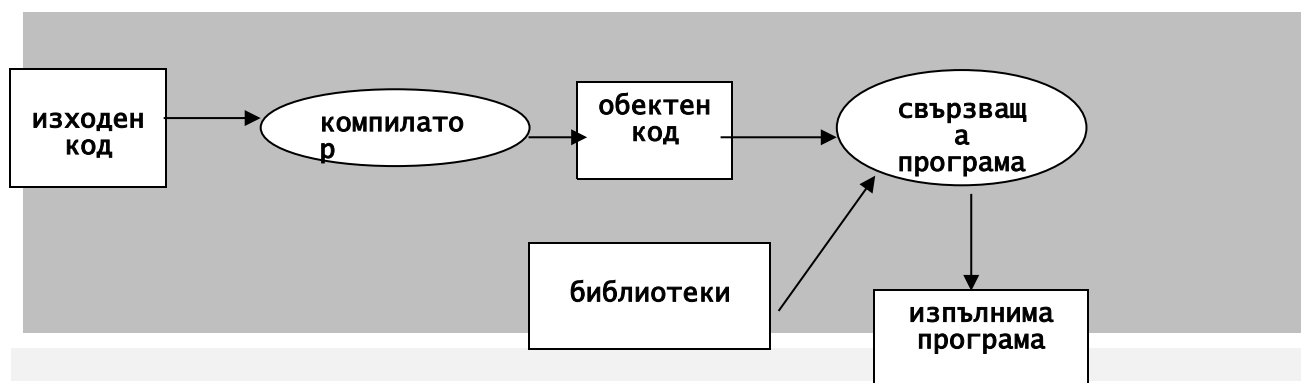 изходен
код
компилато
р
обектен
код
свързващ
а
програма
библиотеки
изпълнима
програма